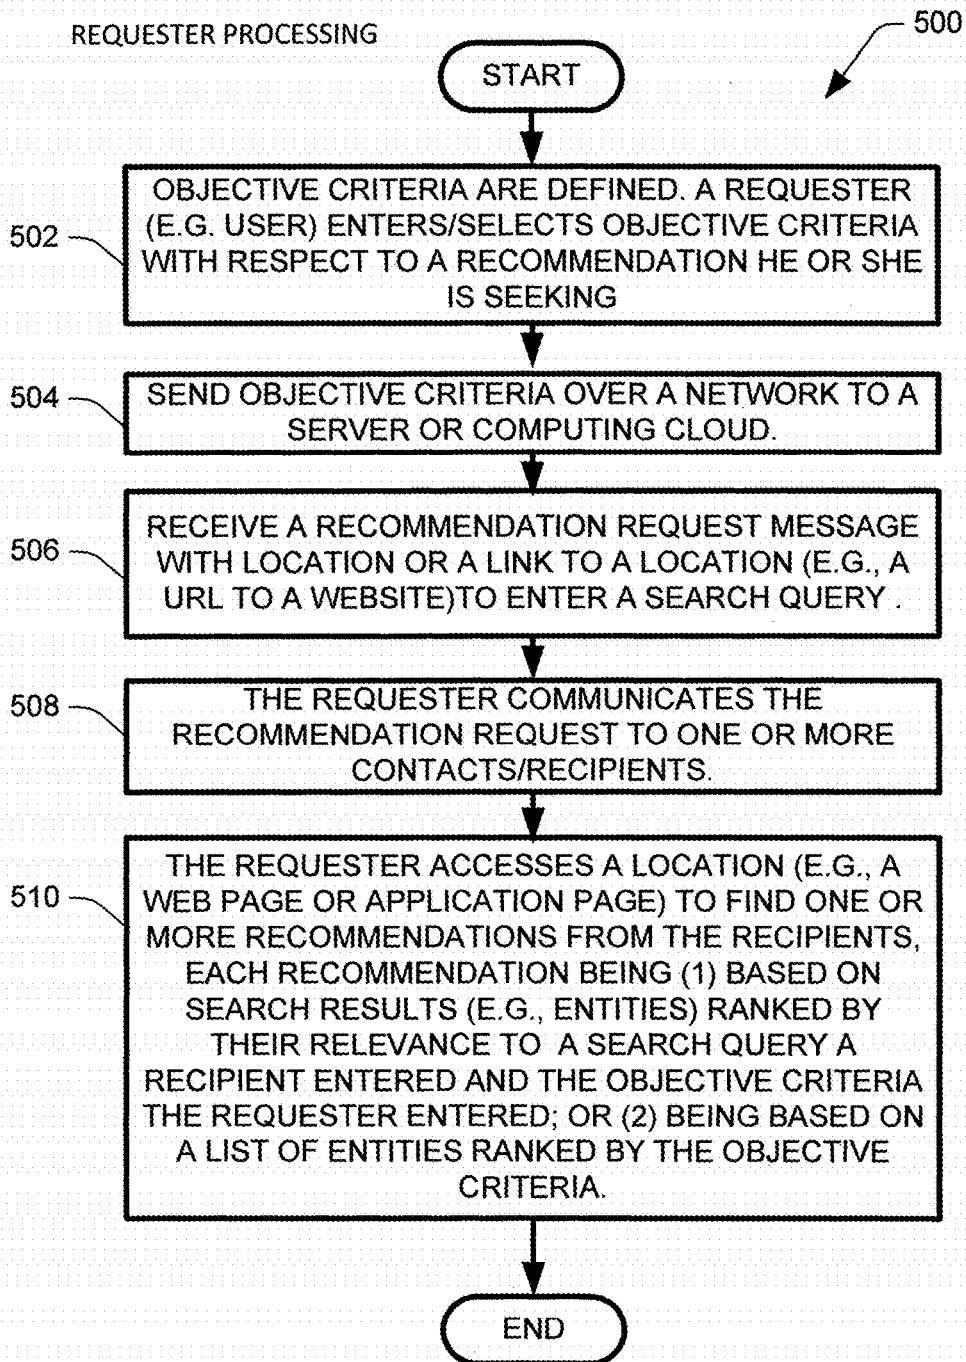 REQUESTER PROCESSING
500
START
502
OBJECTIVE CRITERIA ARE DEFINED. A REQUESTER
(E.G. USER) ENTERS/SELECTS OBJECTIVE CRITERIA
WITH RESPECT TO A RECOMMENDATION HE OR SHE
IS SEEKING
504
SEND OBJECTIVE CRITERIA OVER A NETWORK TO A
SERVER OR COMPUTING CLOUD.
506
RECEIVE A RECOMMENDATION REQUEST MESSAGE
WITH LOCATION OR A LINK TO A LOCATION (E.G., A
URL TO A WEBSITE)TO ENTER A SEARCH QUERY .
508
THE REQUESTER COMMUNICATES THE
RECOMMENDATION REQUEST TO ONE OR MORE
CONTACTS/RECIPIENTS.
510
THE REQUESTER ACCESSES A LOCATION (E.G., A
WEB PAGE OR APPLICATION PAGE) TO FIND ONE OR
MORE RECOMMENDATIONS FROM THE RECIPIENTS,
EACH RECOMMENDATION BEING (1) BASED ON
SEARCH RESULTS (E.G., ENTITIES) RANKED BY
THEIR RELEVANCE TO A SEARCH QUERY A
RECIPIENT ENTERED AND THE OBJECTIVE CRITERIA
THE REQUESTER ENTERED; OR (2) BEING BASED ON
A LIST OF ENTITIES RANKED BY THE OBJECTIVE
CRITERIA.
END